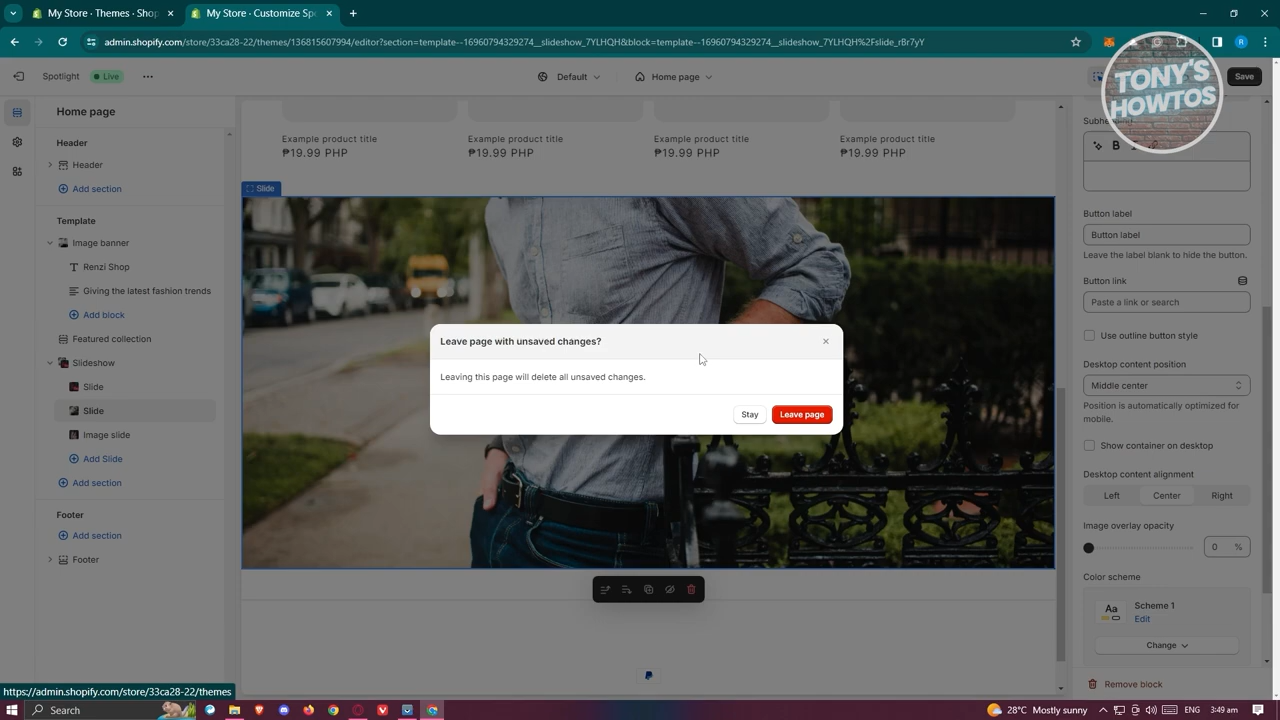 My Store · Themes · Shop
My Store · Customize Spo
admin.shopify.com/store/33ca28-22/themes/136815607994/editor?section=template--16960794329274__slideshow_7YLHQH&block=template--16960794329274__slideshow_7YLHQH%2Fslide_rBr7yY
Spotlight
Live
Default
Home page
Save
TONY'S
HOWTOS
Home page
Header
Header
Add section
Template
Image banner
Renzi Shop
Giving the latest fashion trends
Add block
Featured collection
Slideshow
Slide
Slide
Image slide
Add Slide
Add section
Footer
Add section
Footer
Example product title
₱19.99 PHP
Example product title
₱19.99 PHP
Example product title
₱19.99 PHP
Example product title
₱19.99 PHP
Slide
Leave page with unsaved changes?
Leaving this page will delete all unsaved changes.
Stay
Leave page
B
Button label
Button label
Leave the label blank to hide the button.
Button link
Paste a link or search
Use outline button style
Desktop content position
Middle center
Position is automatically optimized for
mobile.
Show container on desktop
Desktop content alignment
Left
Center
Right
Image overlay opacity
0 %
Color scheme
Aa
Scheme 1
Edit
Change
Remove block
https://admin.shopify.com/store/33ca28-22/themes
Search
28°C Mostly sunny
ENG
3:49 am